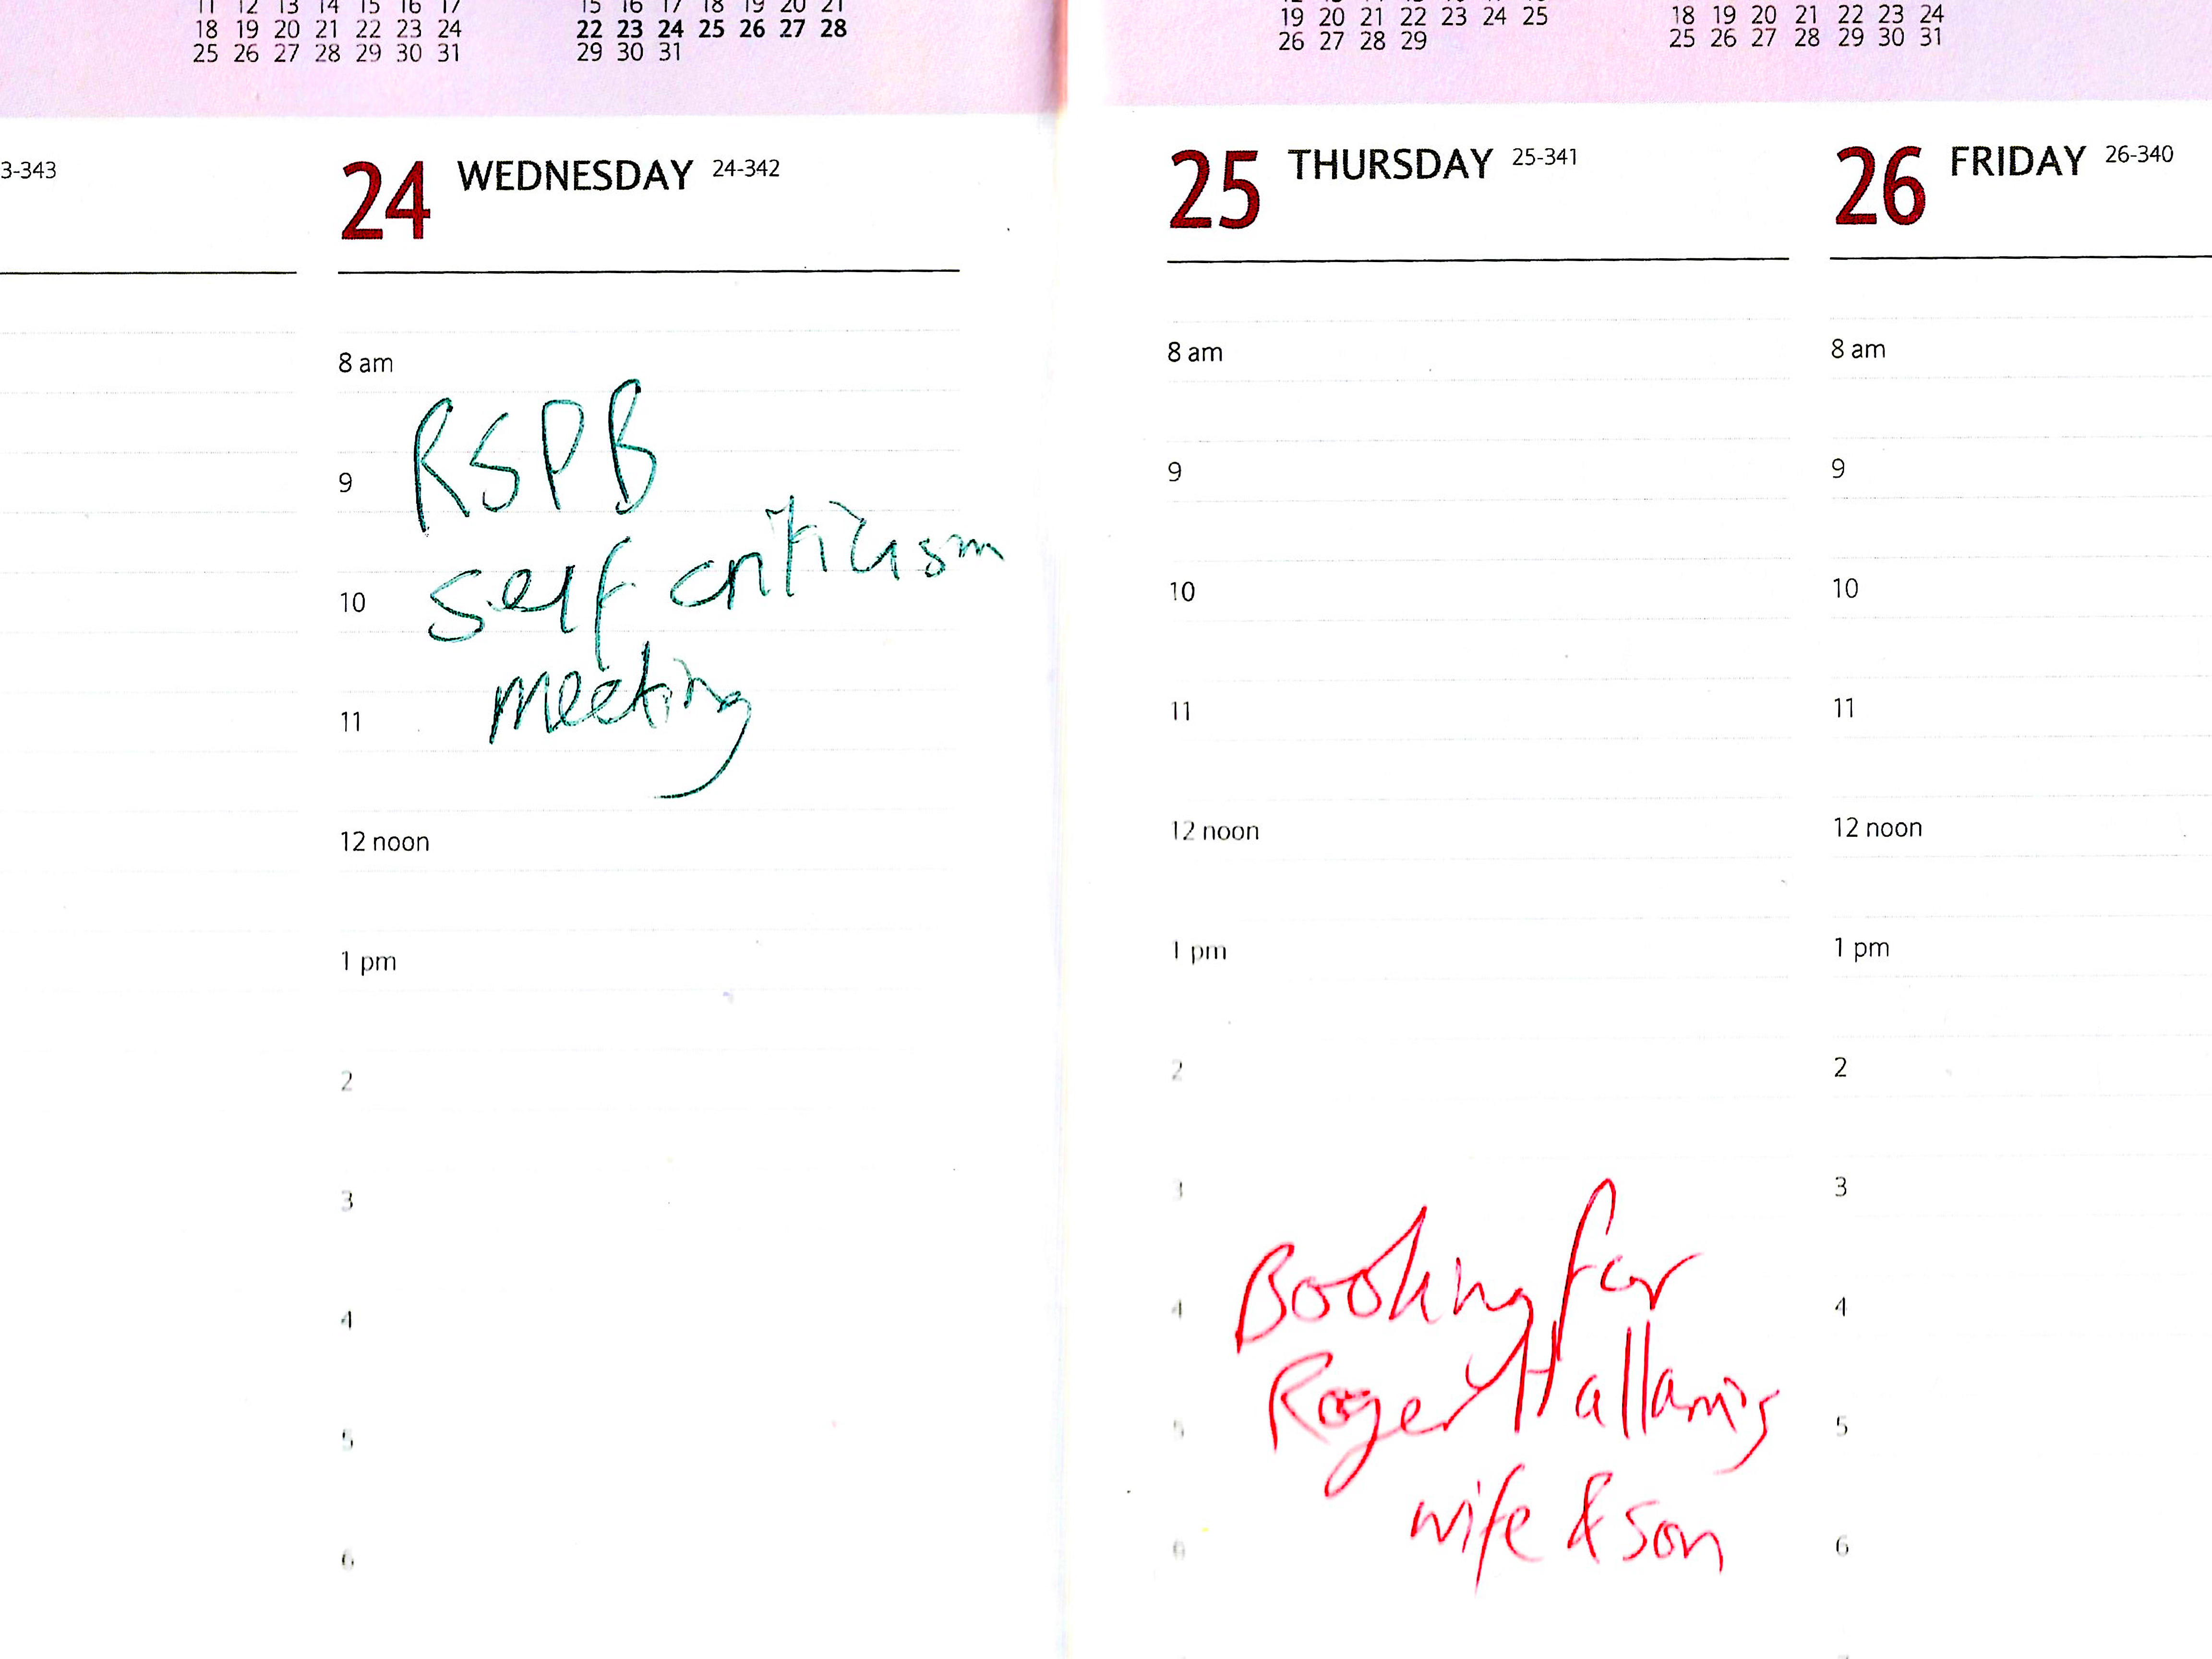 11 12 13 14 15 16 17
18 19 20 21 22 23 24
25 26 27 28 29 30 31
15 16 17 18 19 20 21
22 23 24 25 26 27 28
29 30 31
19 20 21 22 23 24 25
26 27 28 29
18 19 20 21 22 23 24
25 26 27 28 29 30 31
3-343
24 WEDNESDAY 24-342
8 am
RSPB
9
self criticism
10
meeting
11
12 noon
1 pm
2
3
4
5
6
25 THURSDAY 25-341
8 am
9
10
11
12 noon
1 pm
2
3
Booking for
4
Roger Hallam's
5
wife & son
6
26 FRIDAY 26-340
8 am
9
10
11
12 noon
1 pm
2
3
4
5
6